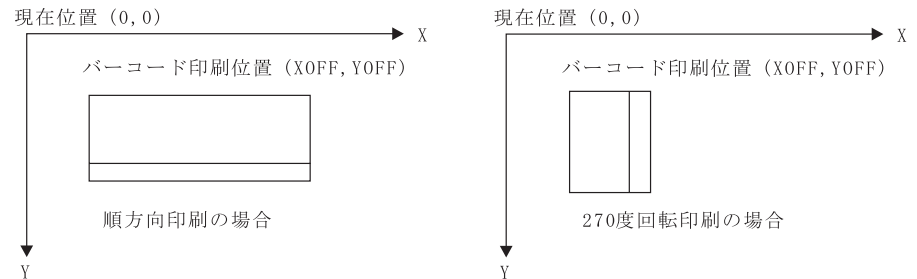 現在位置 (0,0)
X
バーコード印刷位置 (XOFF,YOFF)
順方向印刷の場合
Y
現在位置 (0,0)
X
バーコード印刷位置 (XOFF,YOFF)
270度回転印刷の場合
Y